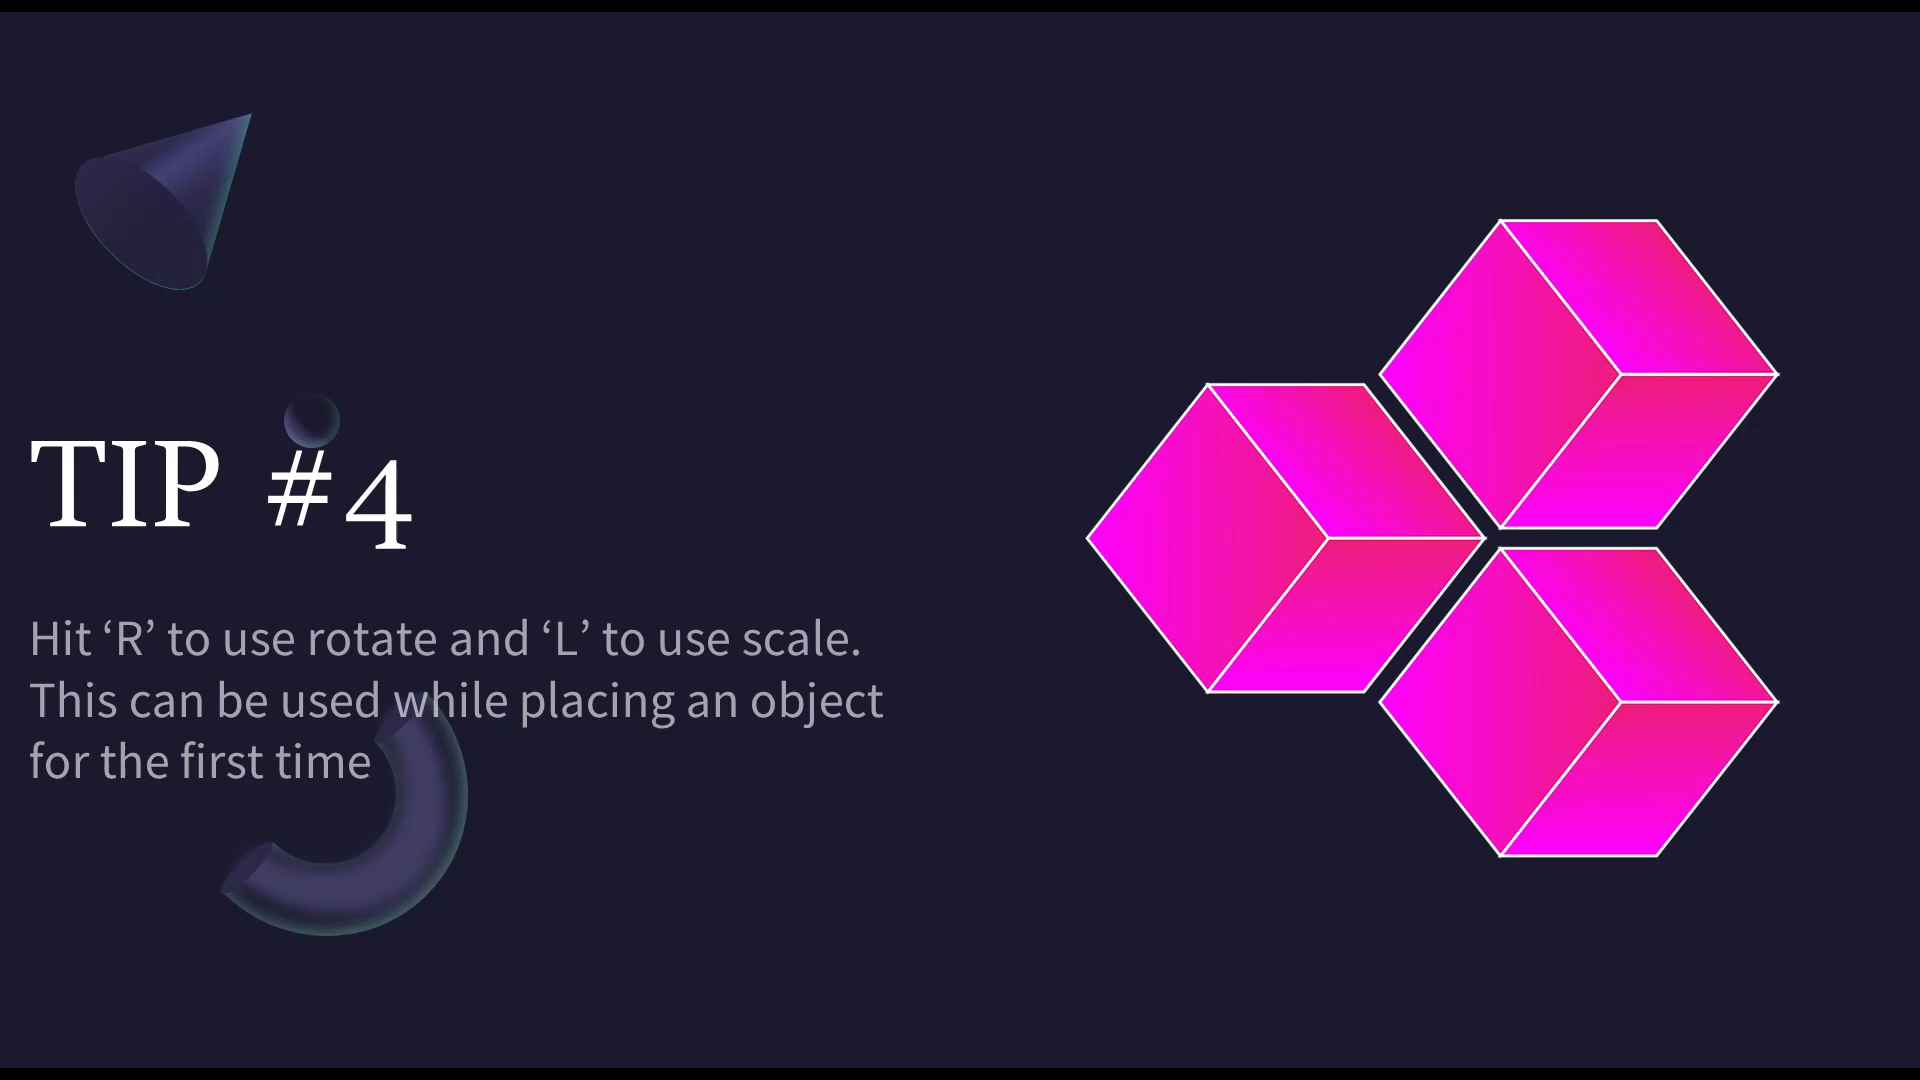 TIP #4
Hit ‘R’ to use rotate and ‘L’ to use scale.
This can be used while placing an object
for the first time